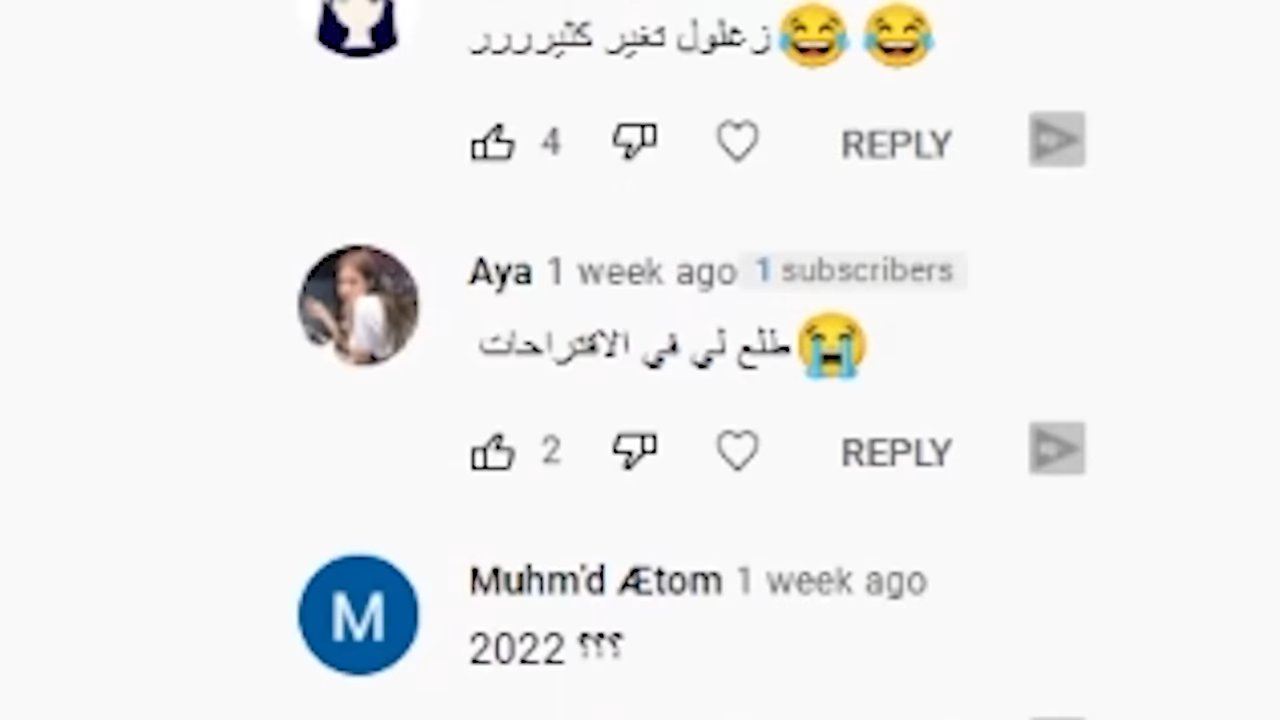 زغلول تغير كثيرررر😂😂
4 REPLY
Aya 1 week ago 1 subscribers
طلع لي في الاقتراحات😭
2 REPLY
M
Muhm'd Ætom 1 week ago
2022 ؟؟؟